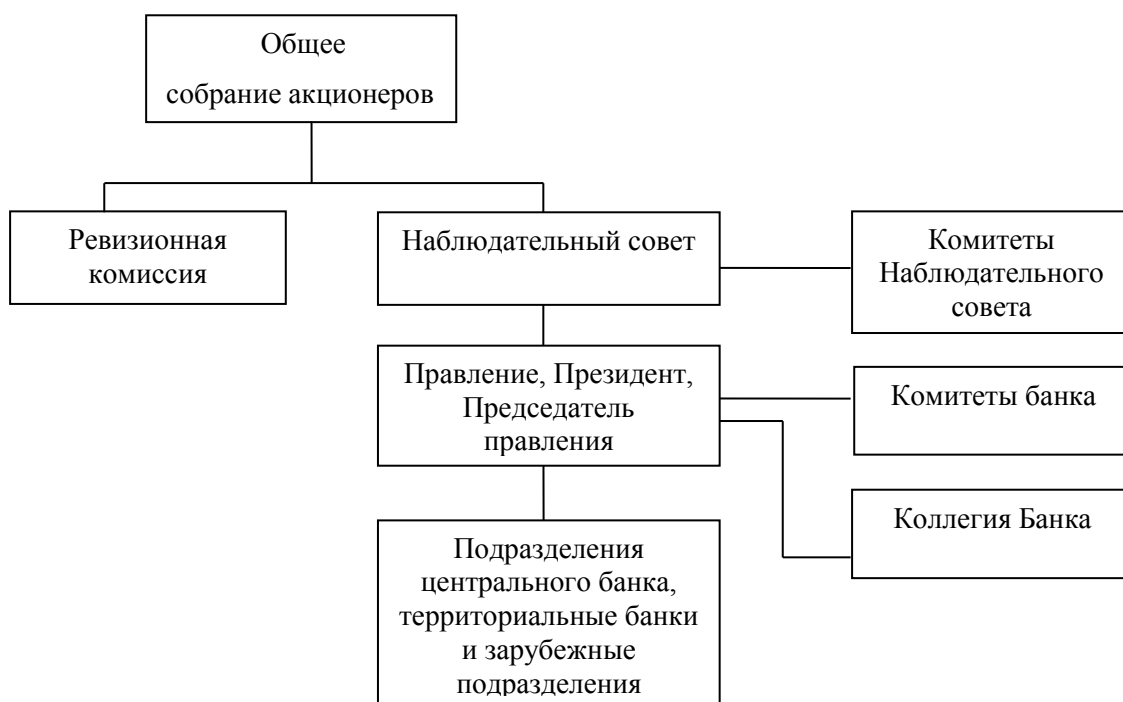 Общее
собрание акционеров
Ревизионная
комиссия
Наблюдательный совет
Комитеты
Наблюдательного
совета
Правление, Президент,
Председатель
правления
Комитеты банка
Коллегия Банка
Подразделения
центрального банка,
территориальные банки
и зарубежные
подразделения